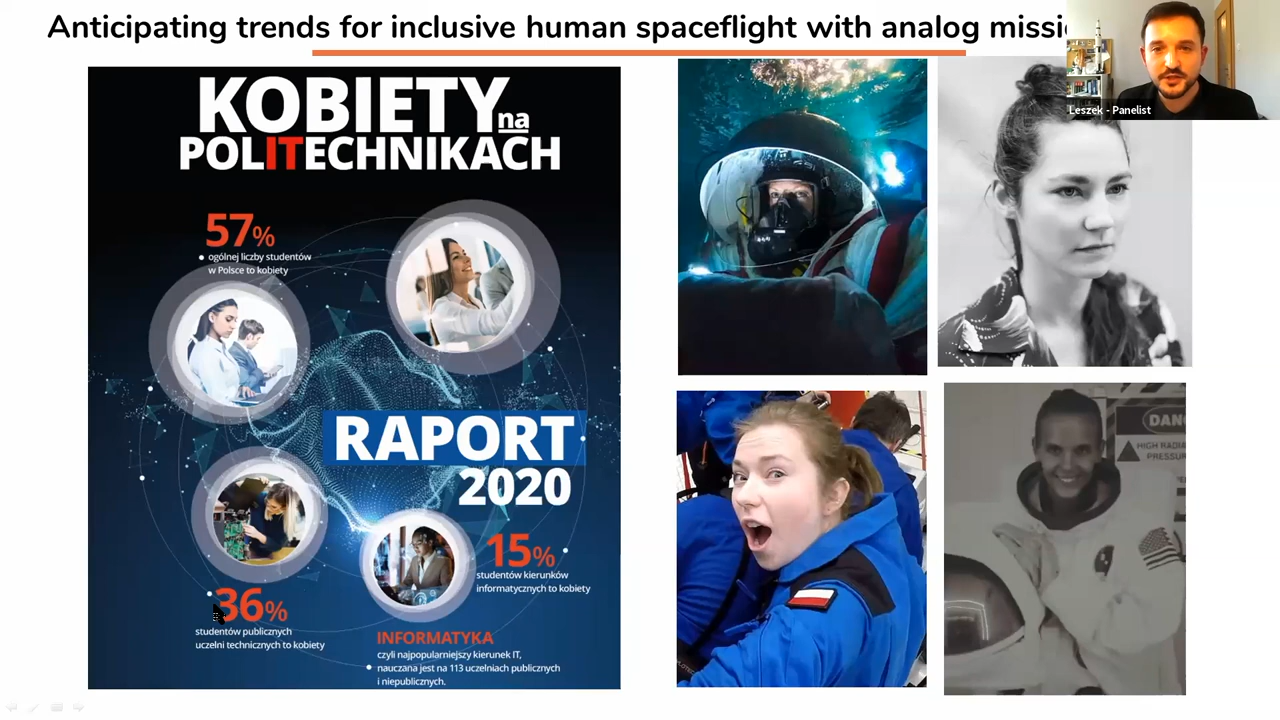 Anticipating trends for inclusive human spaceflight with analog missi
Leszek - Panelist
KOBIETY na
POLITECHNIKACH
57%
ogólnej liczby studentów
w Polsce to kobiety
RAPORT
2020
15%
studentów kierunków
informatycznych to kobiety
36%
studentów publicznych
uczelni technicznych to kobiety
INFORMATYKA
czyli najpopularniejszy kierunek IT,
nauczana jest na 113 uczelniach publicznych
i niepublicznych.
DAN
HIGH RADIA
PRESSUR